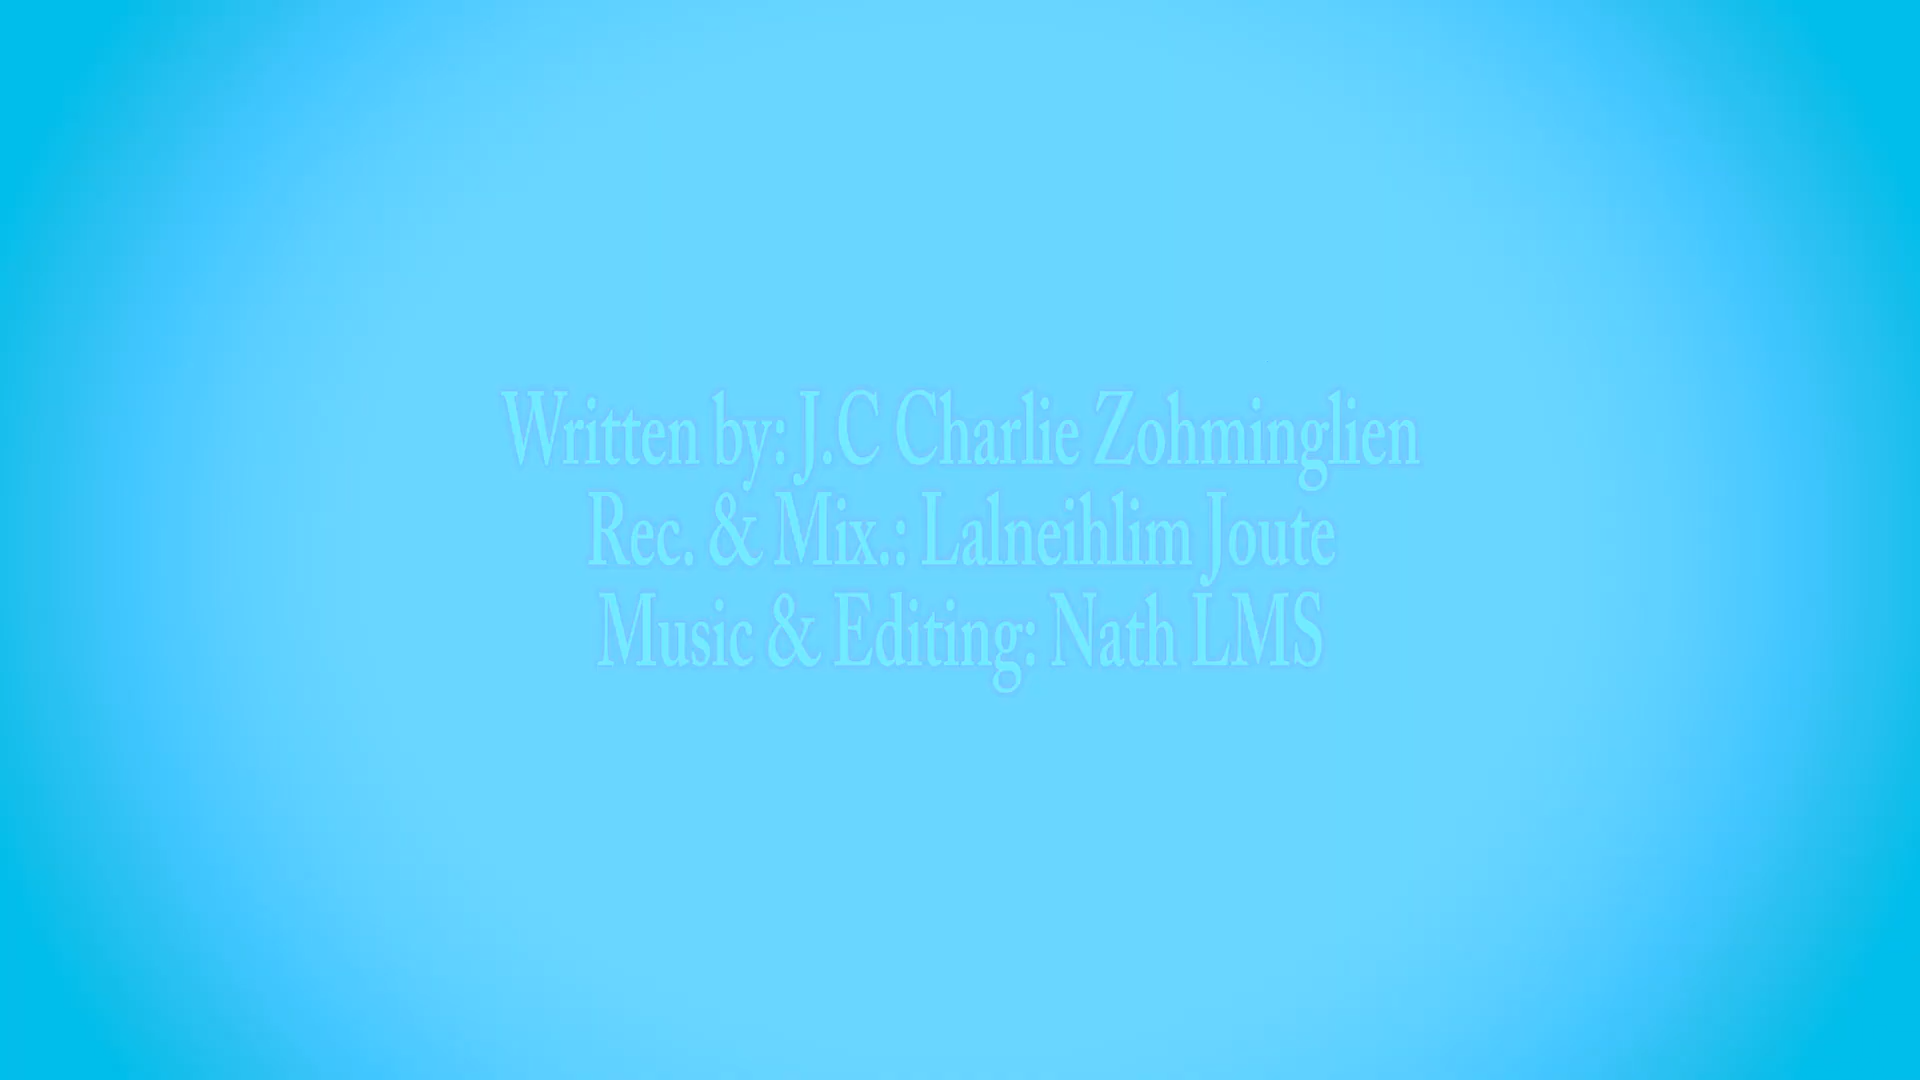 Written by: J.C Charlie Zohminglien
Rec. & Mix.: Lalneihlim Joute
Music & Editing: Nath LMS